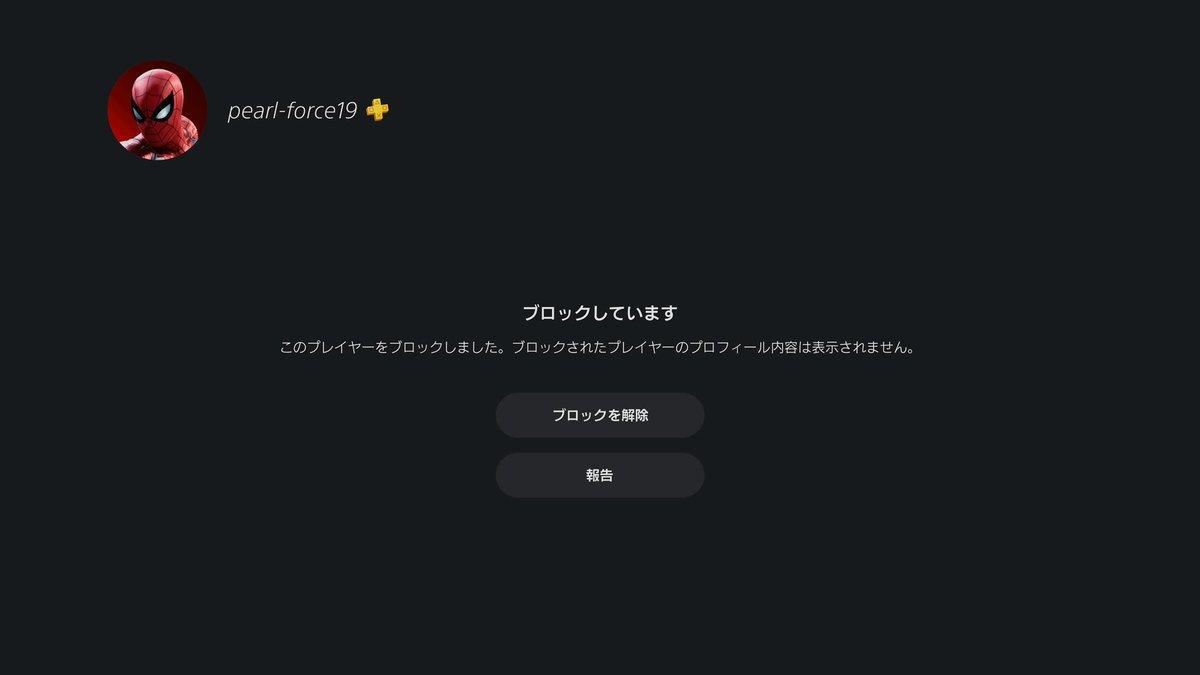 pearl-force19
ブロックしています
このプレイヤーをブロックしました。ブロックされたプレイヤーのプロフィール内容は表示されません。
ブロックを解除
報告